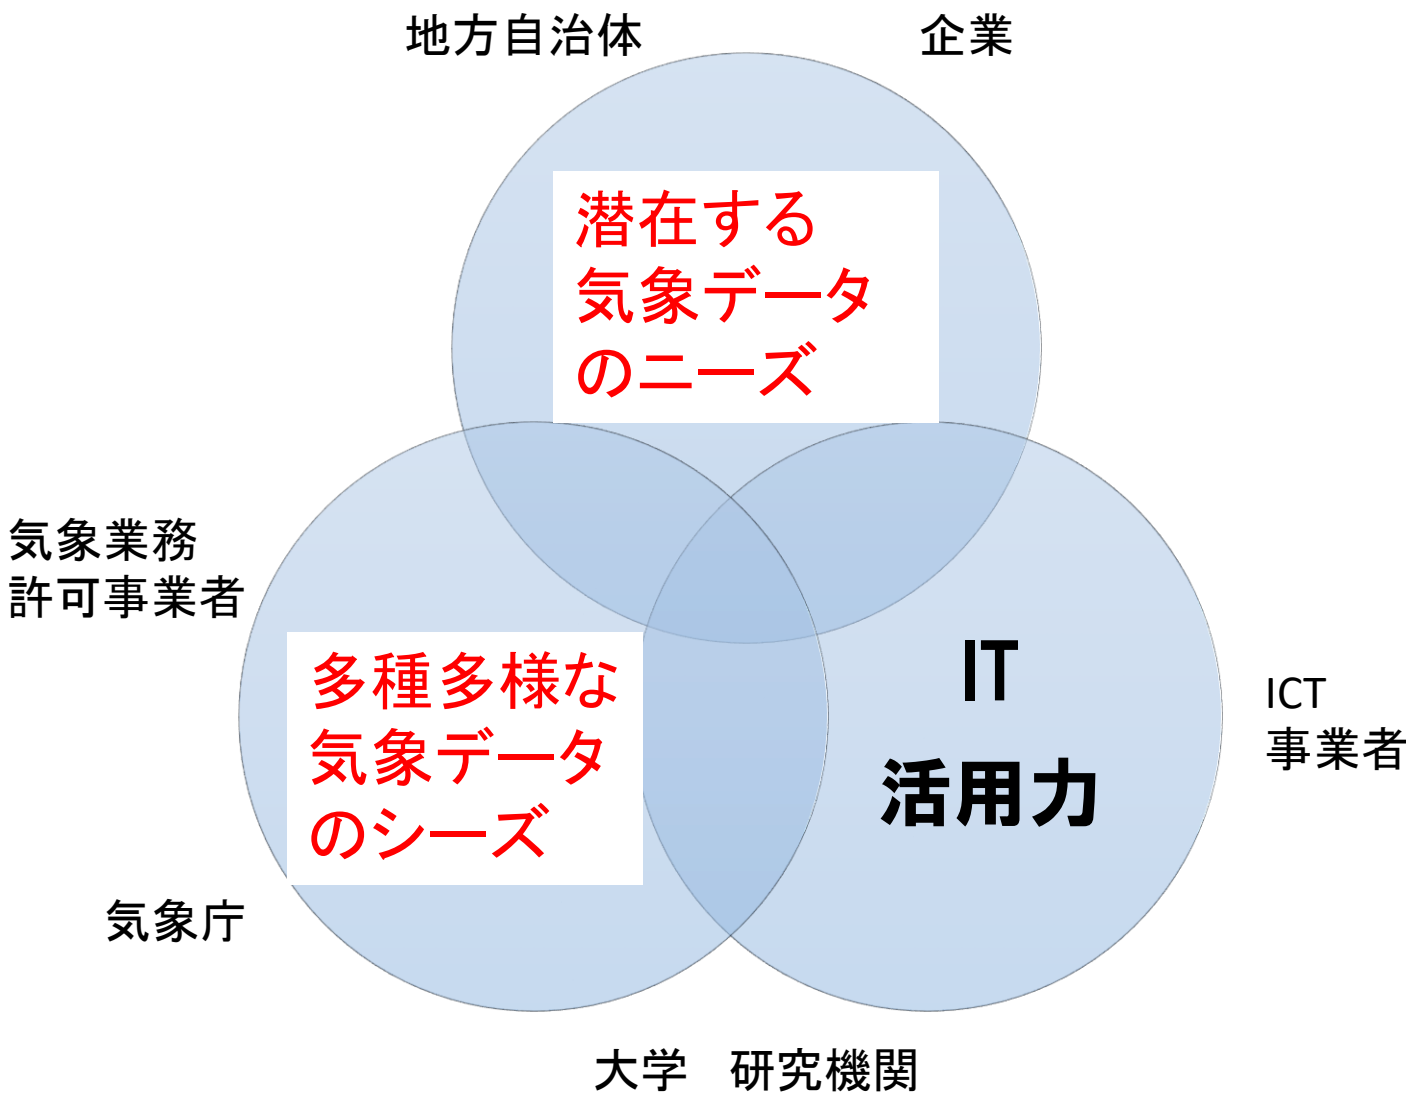 地方自治体
企業
潜在する
気象データ
のニーズ
気象業務
許可事業者
多種多様な
気象データ
のシーズ
IT
活用力
ICT
事業者
気象庁
大学　研究機関